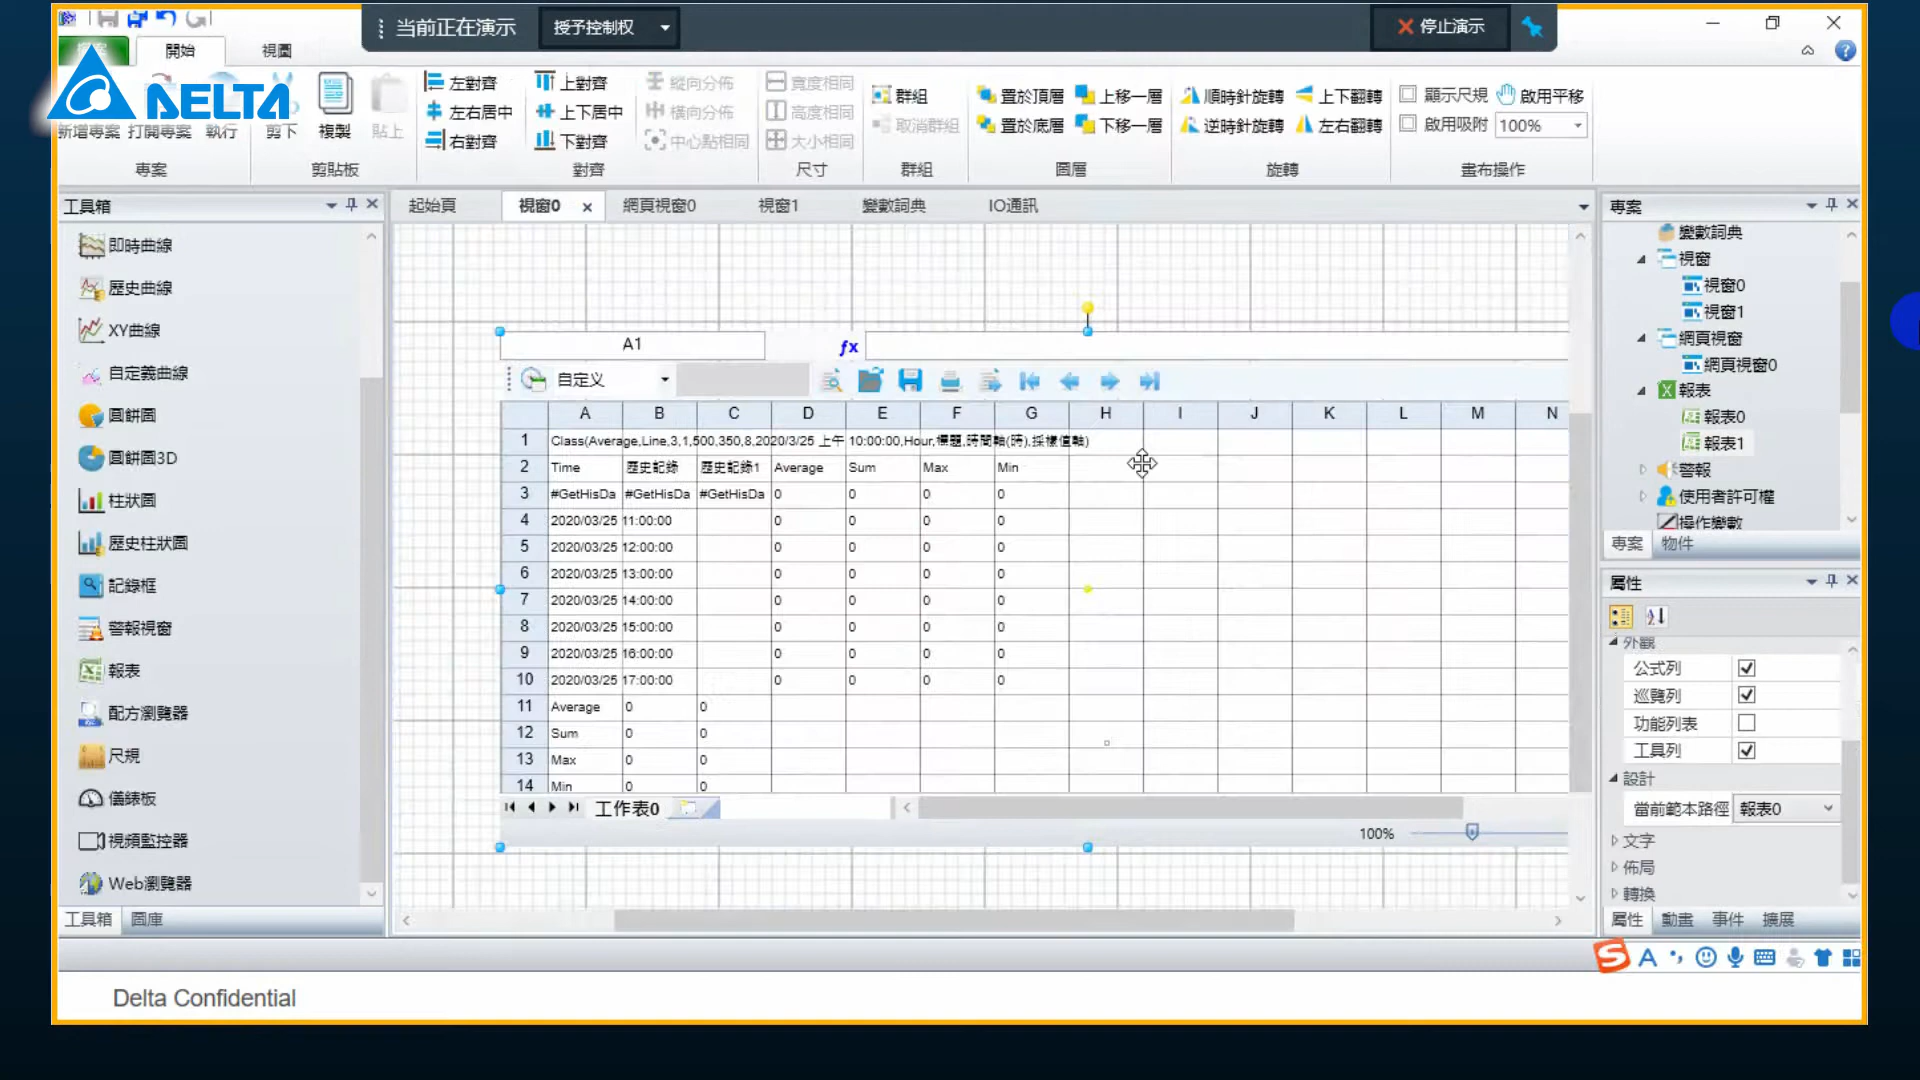 当前正在演示 授予控制权 停止演示
開始 視圖
DELTA
新增專案 打開專案 執行 剪下 複製 貼上
左對齊 上對齊 縱向分佈 寬度相同
左右居中 上下居中 橫向分佈 高度相同
右對齊 下對齊 中心點相同 大小相同
群組 置於頂層 上移一層 順時針旋轉 上下翻轉 顯示尺規 啟用平移
取消群組 置於底層 下移一層 逆時針旋轉 左右翻轉 啟用吸附 100%
專案 剪貼板 對齊 尺寸 群組 圖層 旋轉 畫布操作
工具箱
即時曲線
歷史曲線
XY曲線
自定義曲線
圓餅圖
圓餅圖3D
柱狀圖
歷史柱狀圖
記錄框
警報視窗
報表
配方瀏覽器
尺規
儀錶板
視頻監控器
Web瀏覽器
工具箱 圖庫
起始頁 視窗0 網頁視窗0 視窗1 變數詞典 IO通訊
A1 fx
自定义
A B C D E F G H I J K L M N
1 Class(Average,Line,3,1,500,350,8,2020/3/25 上午 10:00:00,Hour,標題,時間軸(時),採樣值軸)
2 Time 歷史記錄 歷史記錄1 Average Sum Max Min
3 #GetHisDa #GetHisDa #GetHisDa 0 0 0 0
4 2020/03/25 11:00:00 0 0 0 0
5 2020/03/25 12:00:00 0 0 0 0
6 2020/03/25 13:00:00 0 0 0 0
7 2020/03/25 14:00:00 0 0 0 0
8 2020/03/25 15:00:00 0 0 0 0
9 2020/03/25 16:00:00 0 0 0 0
10 2020/03/25 17:00:00 0 0 0 0
11 Average 0 0
12 Sum 0 0
13 Max 0 0
14 Min 0 0
工作表0
100%
專案
變數詞典
視窗
視窗0
視窗1
網頁視窗
網頁視窗0
報表
報表0
報表1
警報
使用者許可權
操作變數
專案 物件
屬性
外觀
公式列
巡覽列
功能列表
工具列
設計
當前範本路徑 報表0
文字
佈局
轉換
屬性 動畫 事件 擴展
Delta Confidential